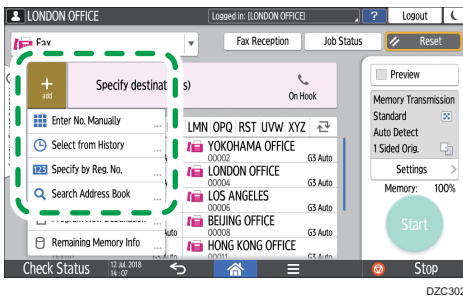 LONDON OFFICE
Logged in: (LONDON OFFICE)
?
Logout
Fax
Fax Reception
Job Status
Reset
add
Specify destinat
s)
On Hook
Preview
Memory Transmission
Standard
Auto Detect
1 Sided Orig.
Settings
Memory: 100%
Start
Enter No. Manually ...
Select from History ...
123 Specify by Reg. No. ...
Search Address Book ...
Remaining Memory Info ...
LMN OPQ RST UVW XYZ
YOKOHAMA OFFICE
00002 G3 Auto
LONDON OFFICE
00004 G3 Auto
LOS ANGELES
00006 G3 Auto
BEIJING OFFICE
00008 G3 Auto
HONG KONG OFFICE
Check Status
12 Jul. 2018
14:07
Stop
DZC302